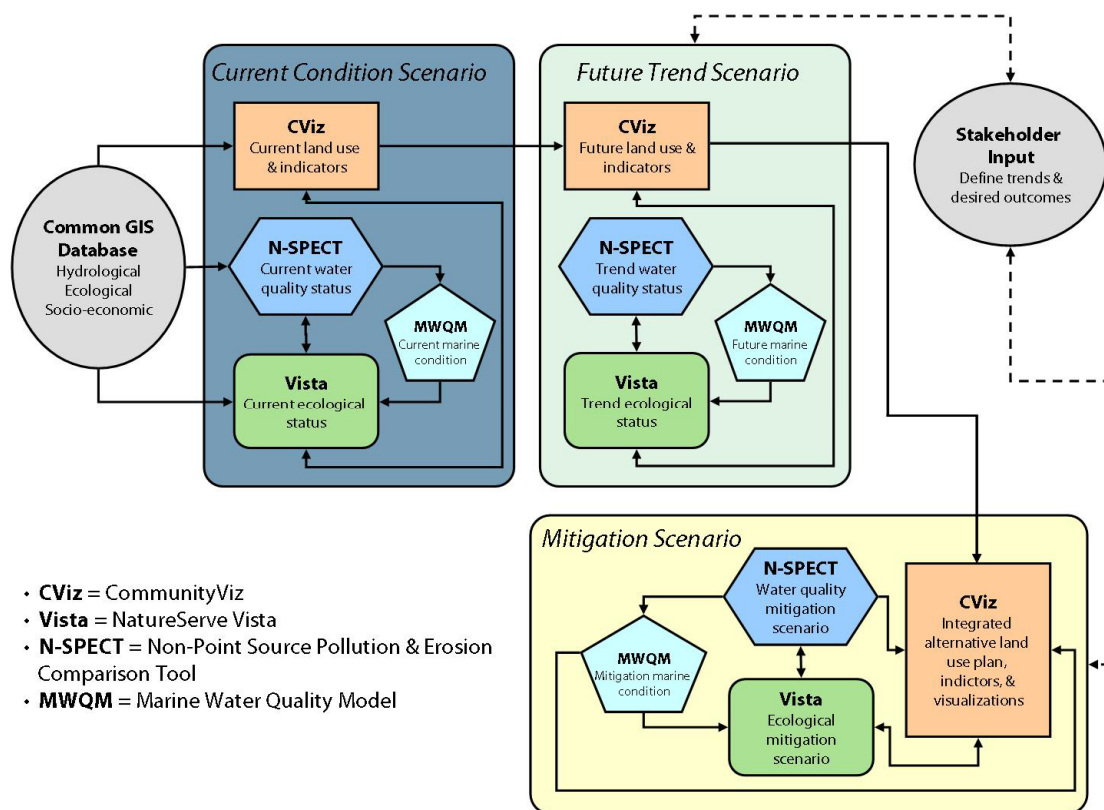 Current Condition Scenario
CViz
Current land use
& indicators
N-SPECT
Current water
quality status
MWQM
Current marine
condition
Vista
Current ecological
status
Future Trend Scenario
CViz
Future land use &
indicators
N-SPECT
Trend water
quality status
MWQM
Future marine
condition
Vista
Trend ecological
status
Stakeholder
Input
Define trends &
desired outcomes
Common GIS
Database
Hydrological
Ecological
Socio-economic
Mitigation Scenario
N-SPECT
Water quality
mitigation
scenario
MWQM
Mitigation marine
condition
Vista
Ecological
mitigation
scenario
CViz
Integrated
alternative land
use plan,
indictors, &
visualizations
• CViz = CommunityViz
• Vista = NatureServe Vista
• N-SPECT = Non-Point Source Pollution & Erosion
Comparison Tool
• MWQM = Marine Water Quality Model